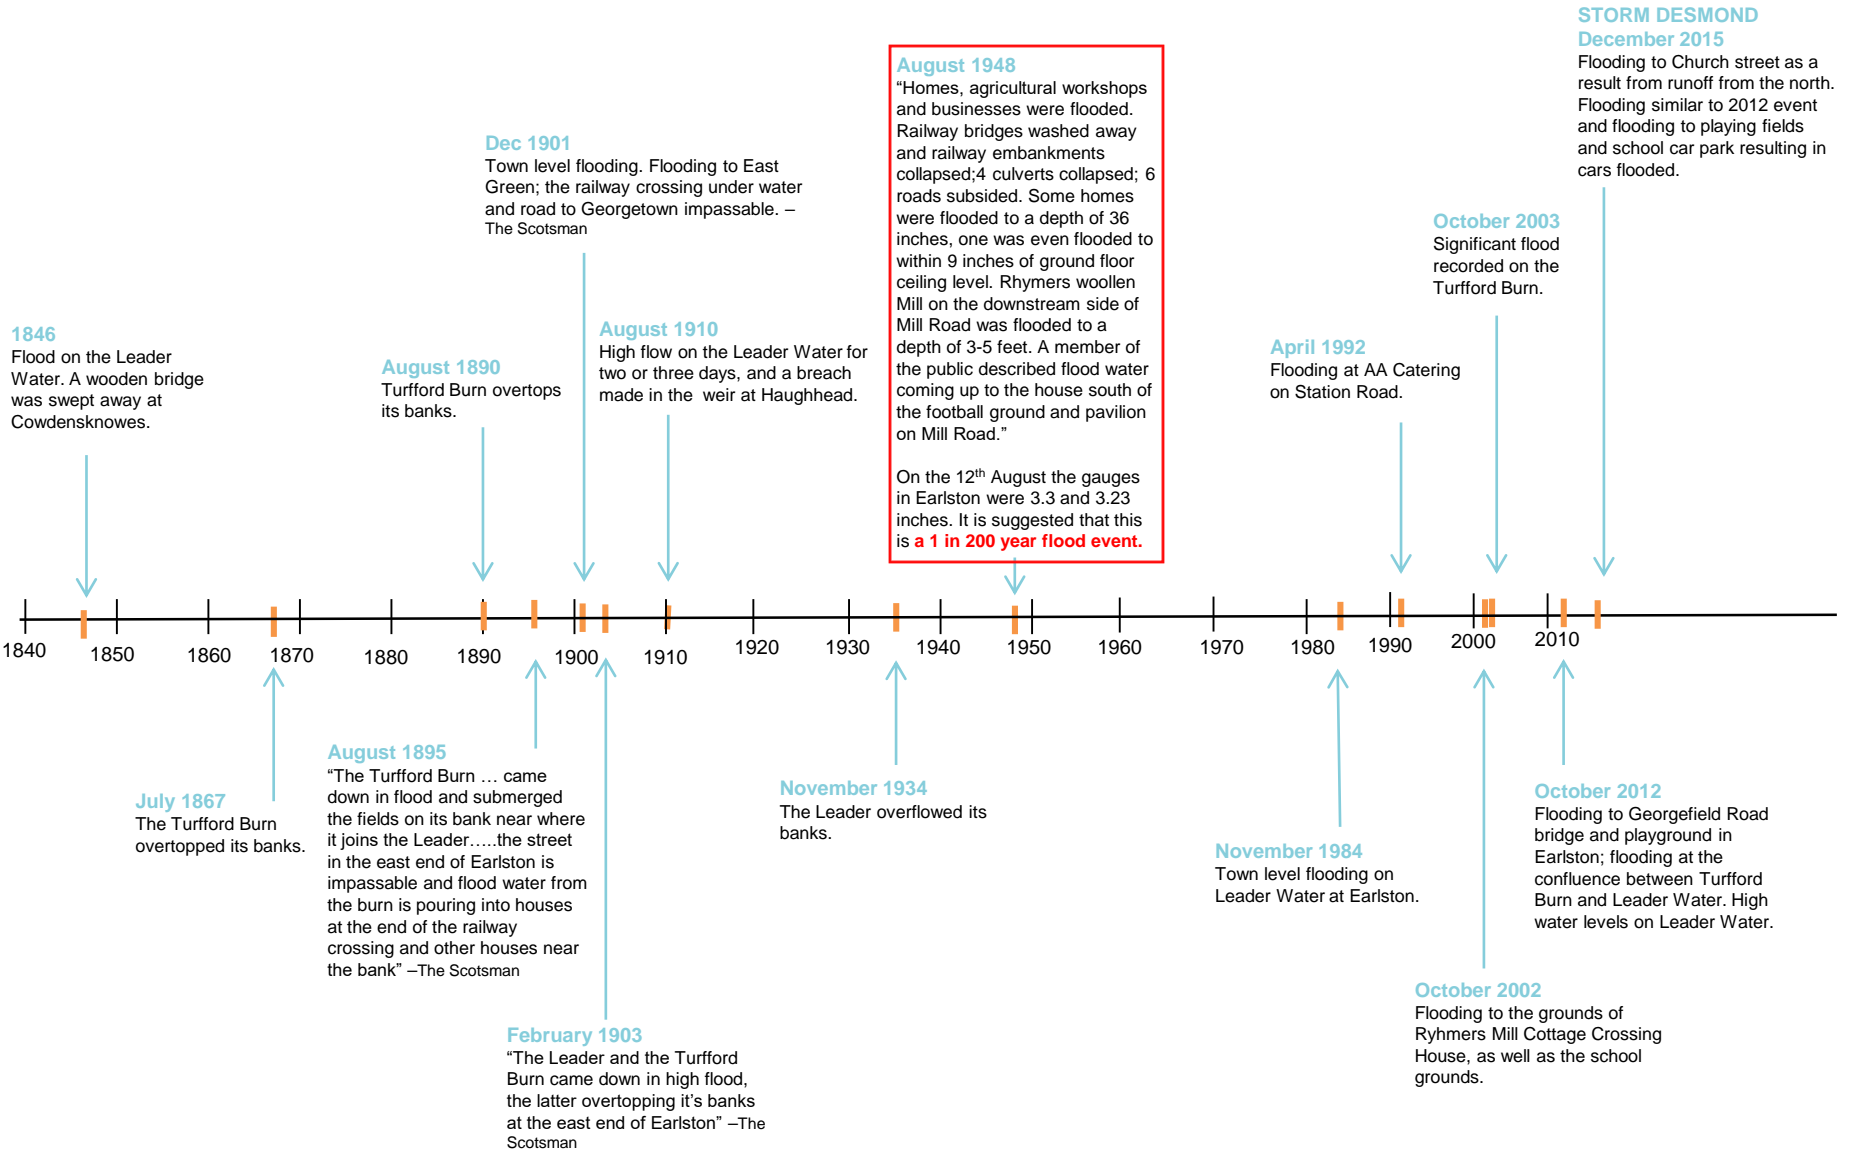 STORM DESMOND
December 2015
Flooding to Church street as a
result from runoff from the north.
Flooding similar to 2012 event
and flooding to playing fields
and school car park resulting in
cars flooded.
August 1948
“Homes, agricultural workshops
and businesses were flooded.
Railway bridges washed away
and railway embankments
collapsed;4 culverts collapsed; 6
roads subsided. Some homes
were flooded to a depth of 36
inches, one was even flooded to
within 9 inches of ground floor
ceiling level. Rhymers woollen
Mill on the downstream side of
Mill Road was flooded to a
depth of 3-5 feet. A member of
the public described flood water
coming up to the house south of
the football ground and pavilion
on Mill Road.”
On the 12th August the gauges
in Earlston were 3.3 and 3.23
inches. It is suggested that this
is a 1 in 200 year flood event.
Dec 1901
Town level flooding. Flooding to East
Green; the railway crossing under water
and road to Georgetown impassable. –
The Scotsman
October 2003
Significant flood
recorded on the
Turfford Burn.
1846
Flood on the Leader
Water. A wooden bridge
was swept away at
Cowdensknowes.
August 1890
Turfford Burn overtops
its banks.
August 1910
High flow on the Leader Water for
two or three days, and a breach
made in the weir at Haughhead.
April 1992
Flooding at AA Catering
on Station Road.
1840
1850
1860
1870
1880
1890
1900
1910
1920
1930
1940
1950
1960
1970
1980
1990
2000
2010
July 1867
The Turfford Burn
overtopped its banks.
August 1895
“The Turfford Burn … came
down in flood and submerged
the fields on its bank near where
it joins the Leader…..the street
in the east end of Earlston is
impassable and flood water from
the burn is pouring into houses
at the end of the railway
crossing and other houses near
the bank” –The Scotsman
February 1903
“The Leader and the Turfford
Burn came down in high flood,
the latter overtopping it’s banks
at the east end of Earlston” –The
Scotsman
November 1934
The Leader overflowed its
banks.
November 1984
Town level flooding on
Leader Water at Earlston.
October 2002
Flooding to the grounds of
Ryhmers Mill Cottage Crossing
House, as well as the school
grounds.
October 2012
Flooding to Georgefield Road
bridge and playground in
Earlston; flooding at the
confluence between Turfford
Burn and Leader Water. High
water levels on Leader Water.